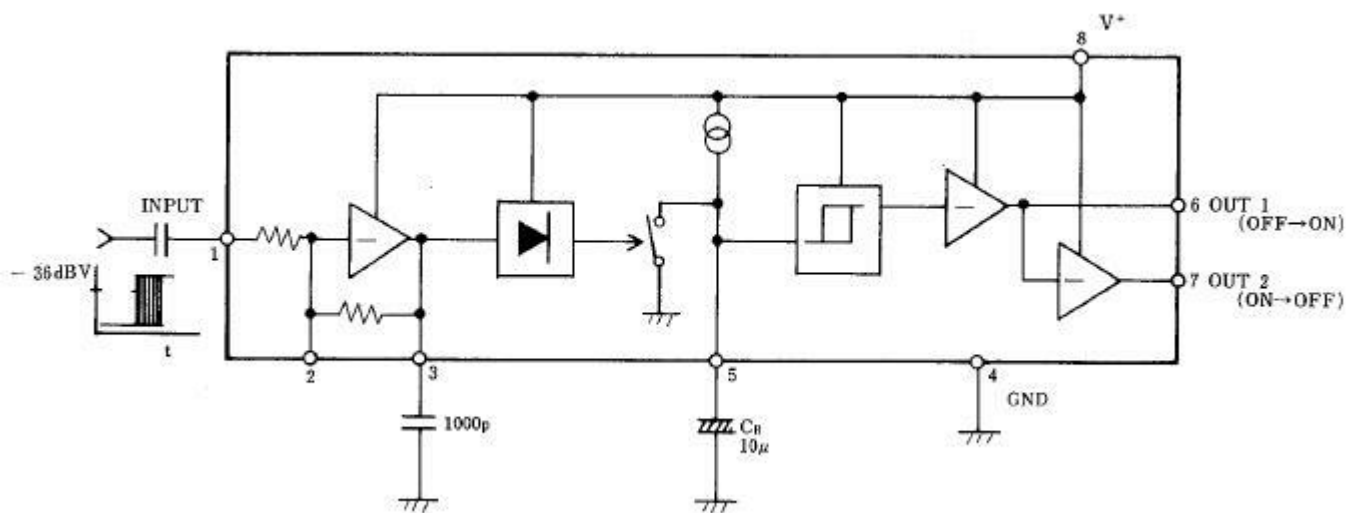 V⁺
8
INPUT
1
− 36dBV
t
6 OUT 1
(OFF→ON)
7 OUT 2
(ON→OFF)
2
3
5
4
GND
1000p
C_R
10μ